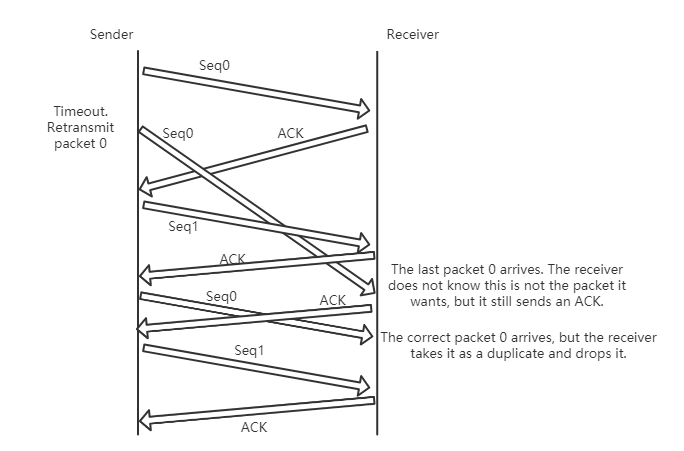 Sender
Receiver
Seq0
Timeout.
Retransmit
packet 0
Seq0
ACK
Seq1
ACK
The last packet 0 arrives. The receiver
does not know this is not the packet it
wants, but it still sends an ACK.
Seq0
ACK
The correct packet 0 arrives, but the receiver
takes it as a duplicate and drops it.
Seq1
ACK